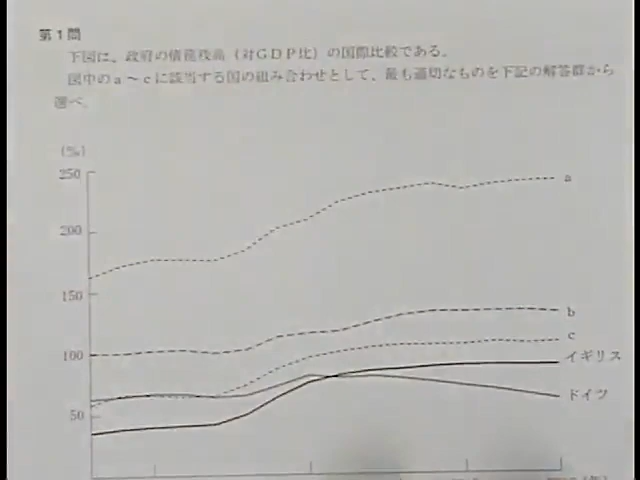 第1問
下図は、政府の債務残高（対GDP比）の国際比較である。
図中のa～cに該当する国の組み合わせとして、最も適切なものを下記の解答群から
選べ。
(%)
250
200
150
100
50
a
b
c
イギリス
ドイツ